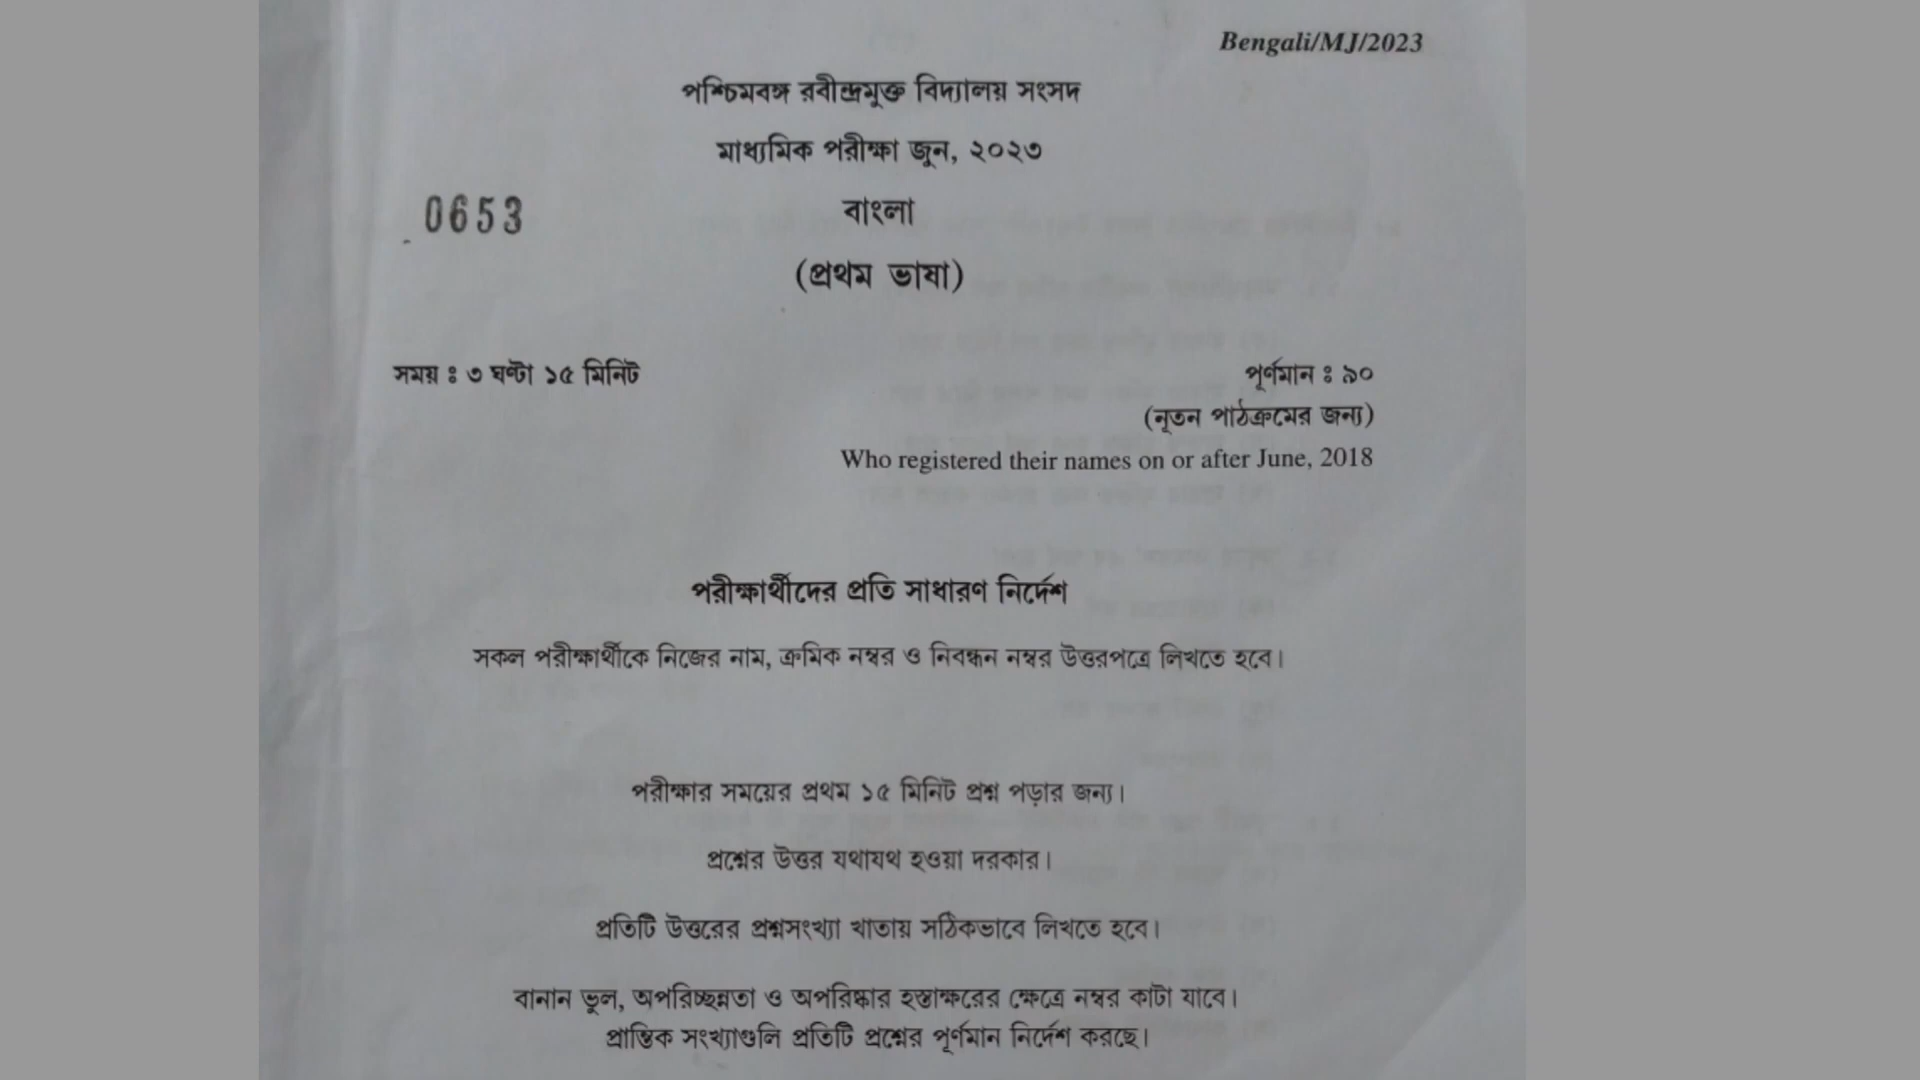 Bengali/MJ/2023
পশ্চিমবঙ্গ রবীন্দ্রমুক্ত বিদ্যালয় সংসদ
মাধ্যমিক পরীক্ষা জুন, ২০২৩
0653
বাংলা
(প্রথম ভাষা)
সময় ঃ ৩ ঘণ্টা ১৫ মিনিট
পূর্ণমান ঃ ৯০
(নূতন পাঠক্রমের জন্য)
Who registered their names on or after June, 2018
পরীক্ষার্থীদের প্রতি সাধারণ নির্দেশ
সকল পরীক্ষার্থীকে নিজের নাম, ক্রমিক নম্বর ও নিবন্ধন নম্বর উত্তরপত্রে লিখতে হবে।
পরীক্ষার সময়ের প্রথম ১৫ মিনিট প্রশ্ন পড়ার জন্য।
প্রশ্নের উত্তর যথাযথ হওয়া দরকার।
প্রতিটি উত্তরের প্রশ্নসংখ্যা খাতায় সঠিকভাবে লিখতে হবে।
বানান ভুল, অপরিচ্ছন্নতা ও অপরিষ্কার হস্তাক্ষরের ক্ষেত্রে নম্বর কাটা যাবে।
প্রান্তিক সংখ্যাগুলি প্রতিটি প্রশ্নের পূর্ণমান নির্দেশ করছে।